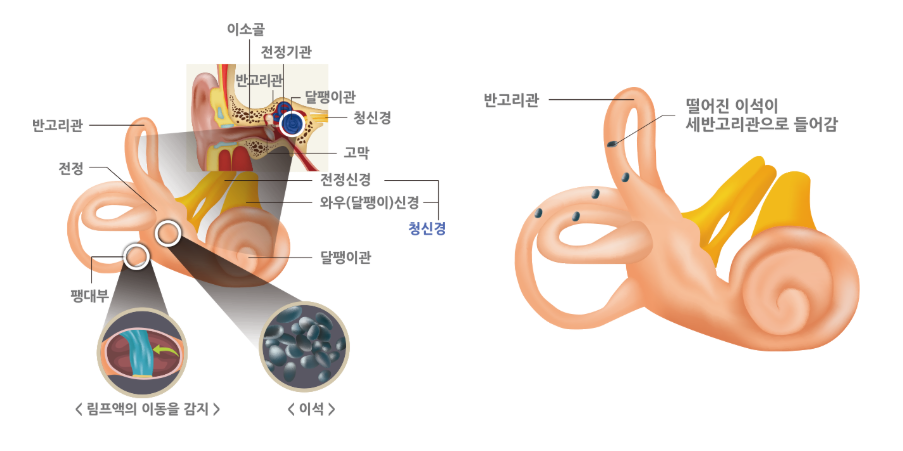 이소골
전정기관
반고리관
달팽이관
청신경
고막
반고리관
전정
전정신경
와우(달팽이)신경
청신경
달팽이관
팽대부
< 림프액의 이동을 감지 >
< 이석 >
반고리관
떨어진 이석이
세반고리관으로 들어감